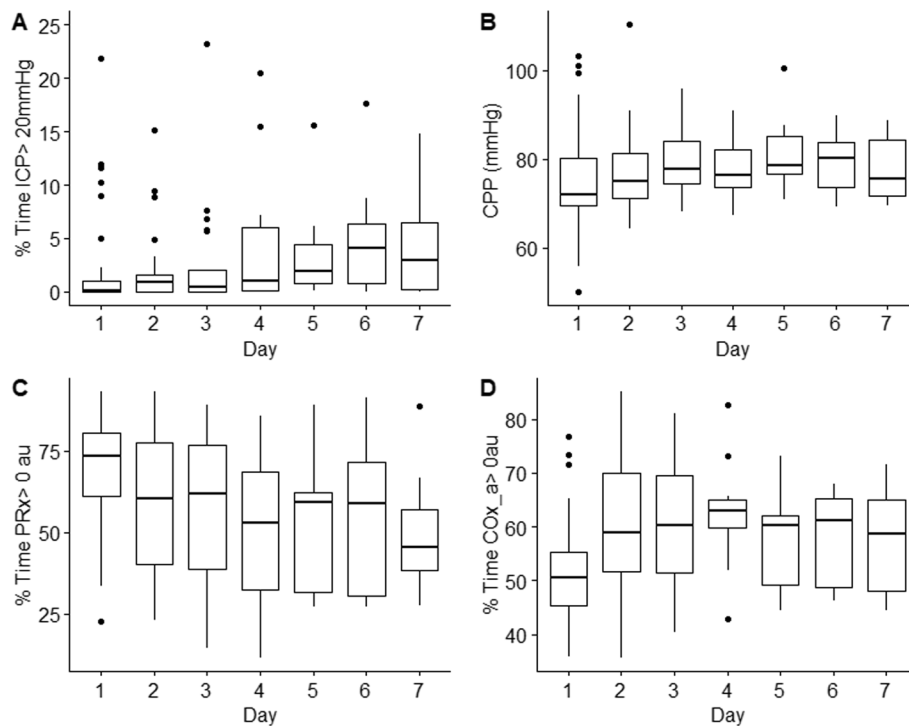 A
% Time ICP> 20mmHg
25
20
15
10
5
0
1 2 3 4 5 6 7
Day
B
CPP (mmHg)
100
80
60
1 2 3 4 5 6 7
Day
C
% Time PRx> 0 au
75
50
25
1 2 3 4 5 6 7
Day
D
% Time COx_a> 0au
80
70
60
50
40
1 2 3 4 5 6 7
Day